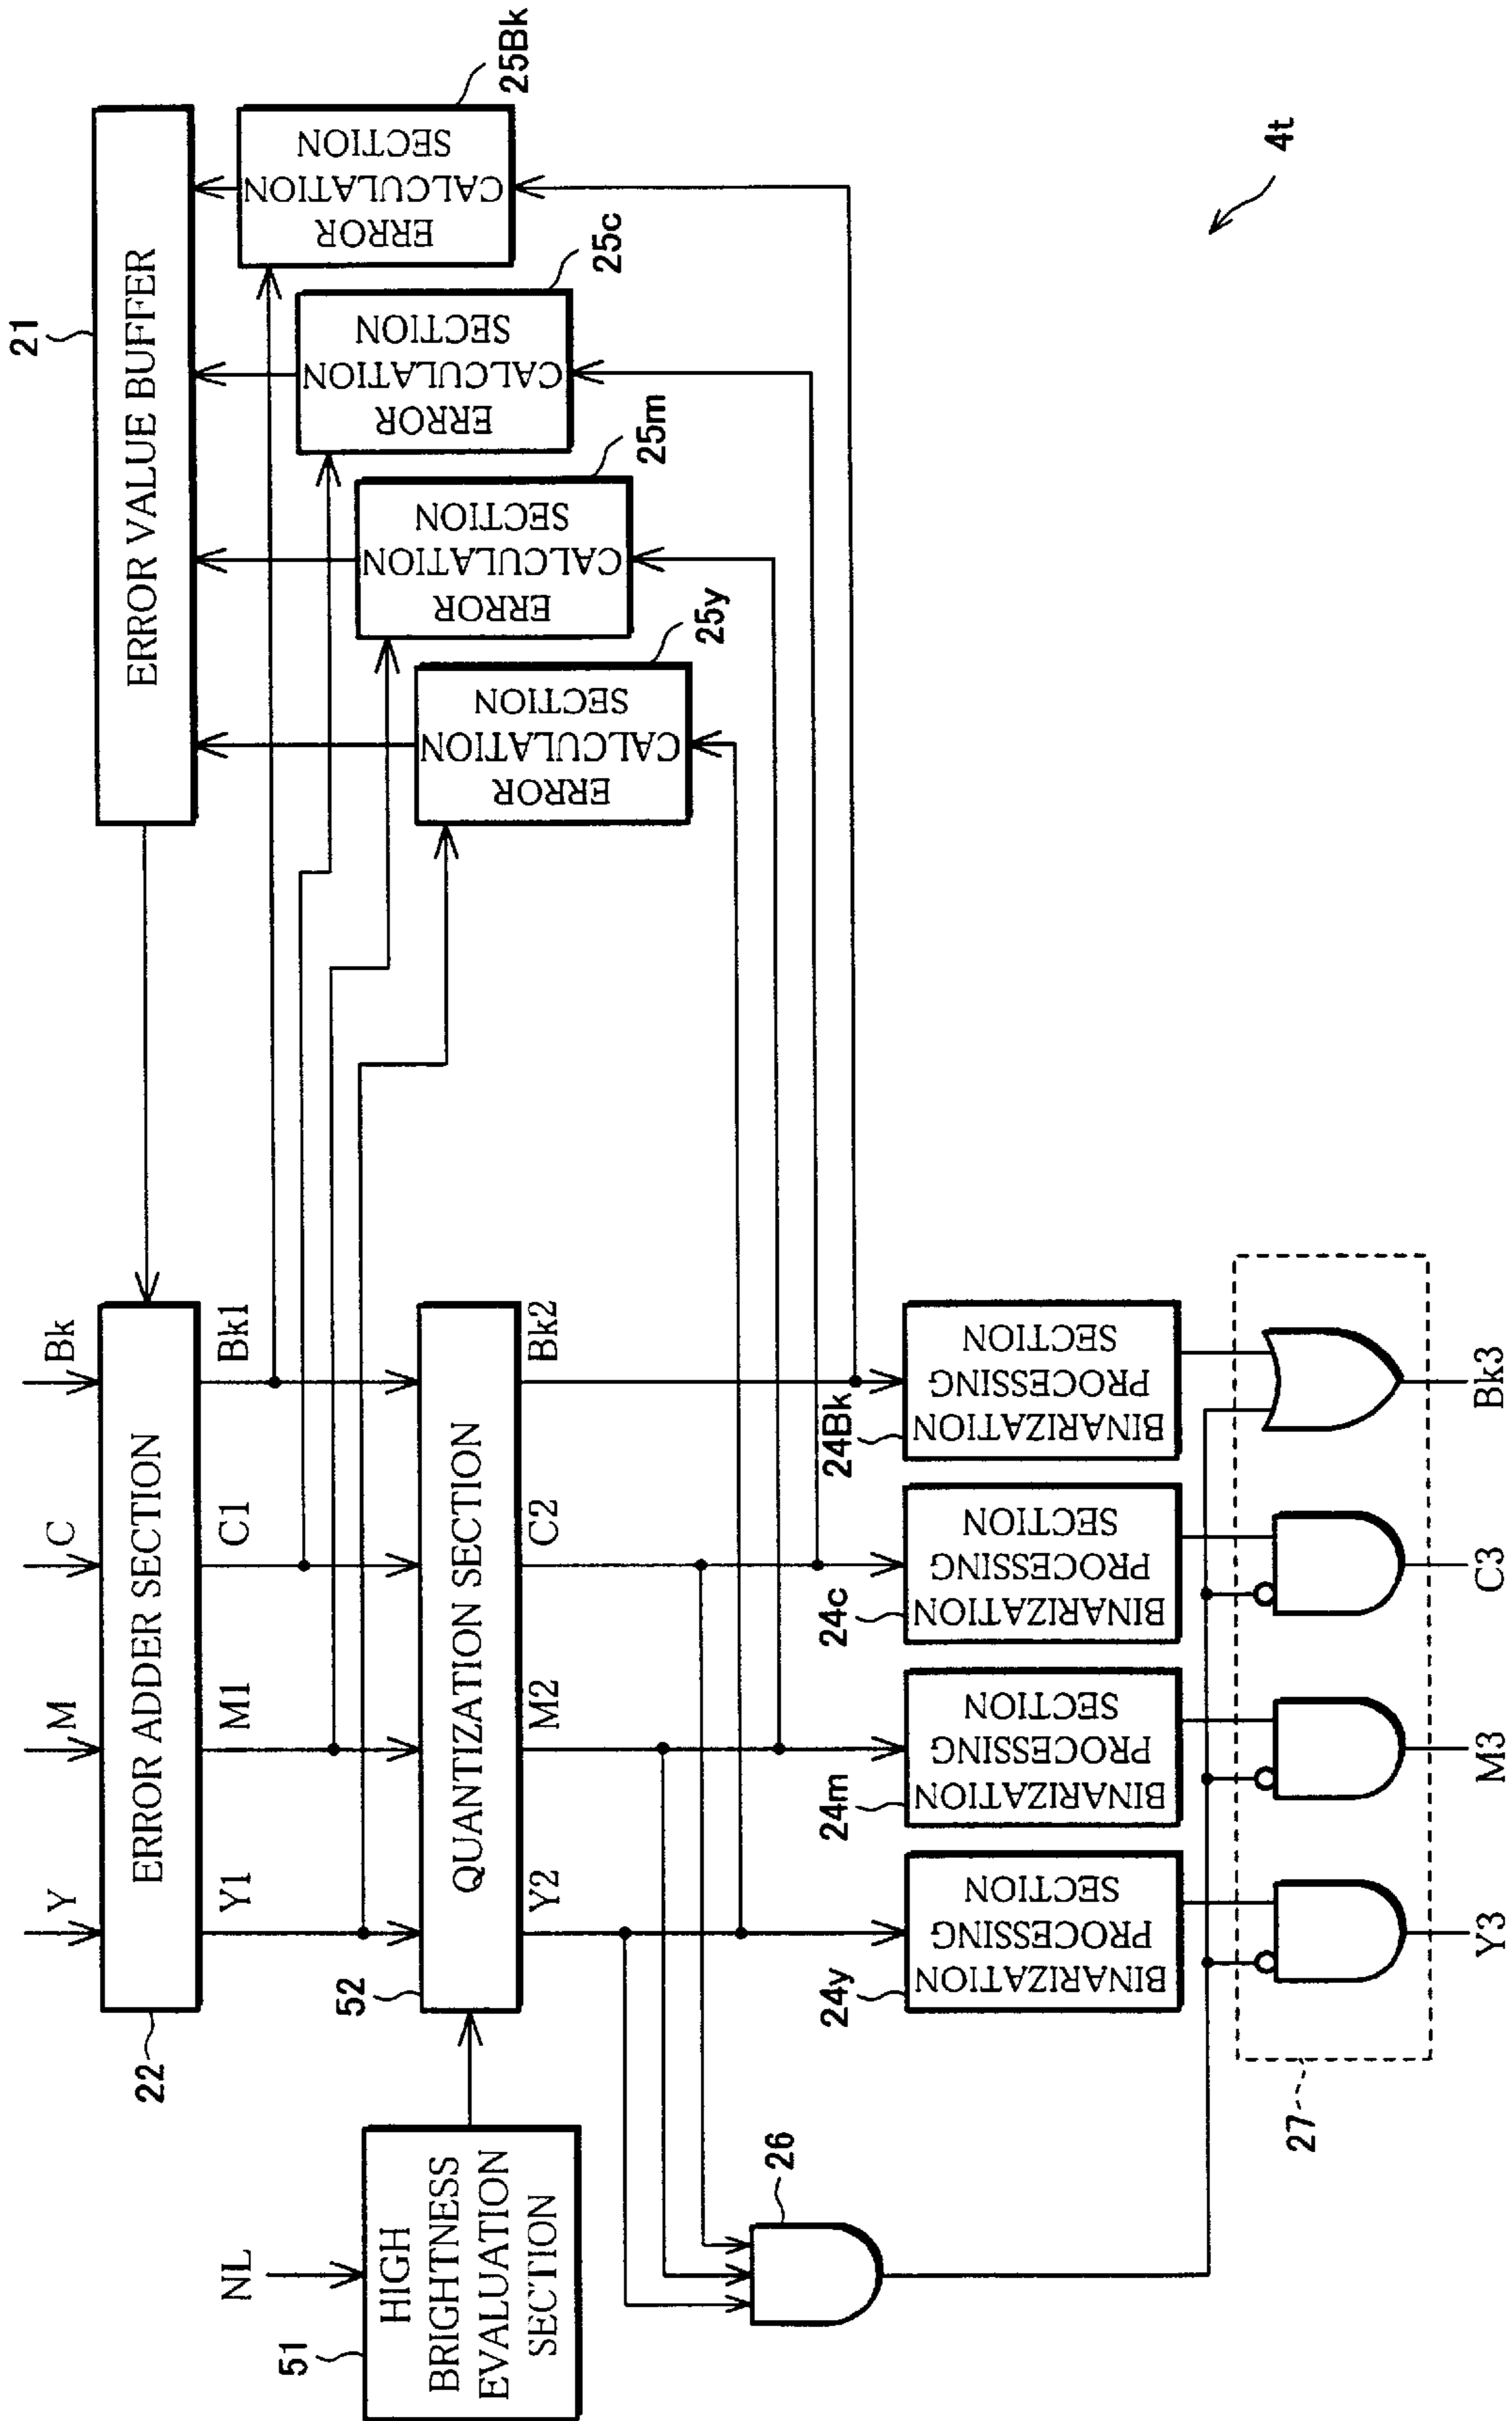 NL
51
HIGH
BRIGHTNESS
EVALUATION
SECTION
Y
M
C
Bk
22
ERROR ADDER SECTION
21
ERROR VALUE BUFFER
Y1
M1
C1
Bk1
52
QUANTIZATION SECTION
Y2
M2
C2
Bk2
25y
ERROR
CALCULATION
SECTION
25m
ERROR
CALCULATION
SECTION
25c
ERROR
CALCULATION
SECTION
25Bk
ERROR
CALCULATION
SECTION
26
24y
BINARIZATION
PROCESSING
SECTION
24m
BINARIZATION
PROCESSING
SECTION
24c
BINARIZATION
PROCESSING
SECTION
24Bk
BINARIZATION
PROCESSING
SECTION
27
Y3
M3
C3
Bk3
4t